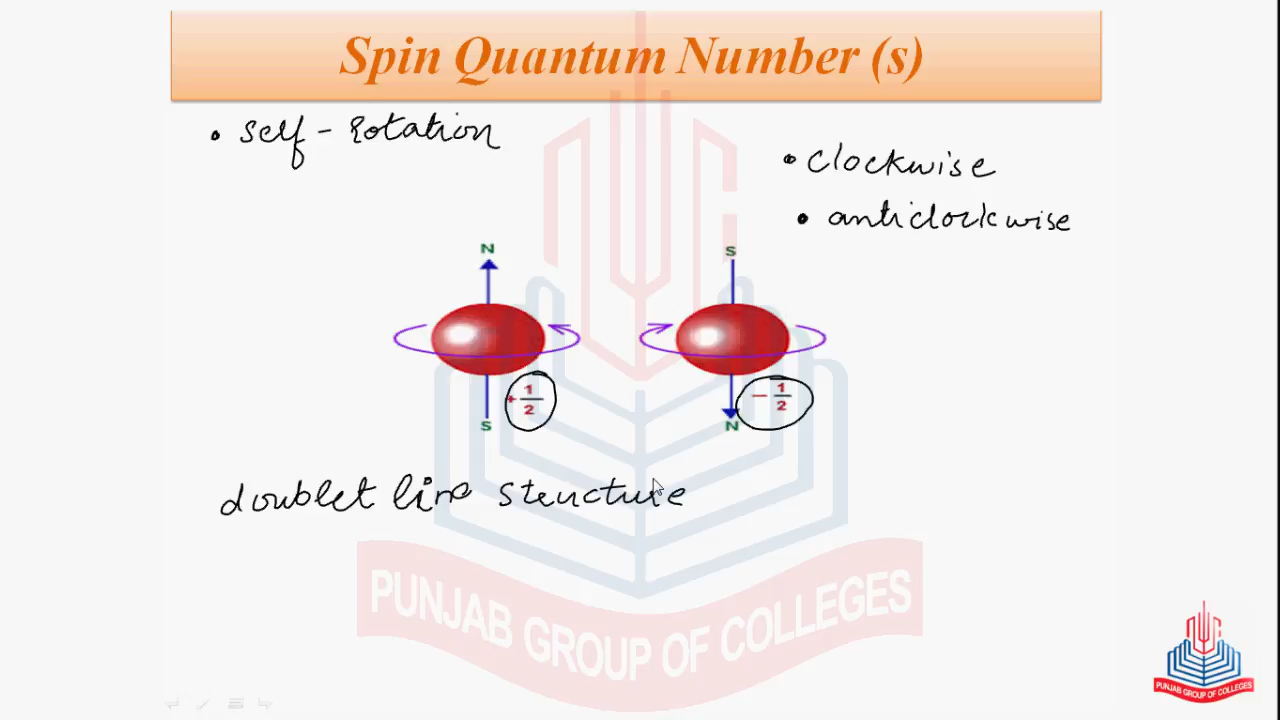 Spin Quantum Number (s)
• self - Rotation
• clockwise
• anticlockwise
N
S
S
N
+ 1/2
- 1/2
doublet line structure
PUNJAB GROUP OF COLLEGES
PUNJAB GROUP OF COLLEGES